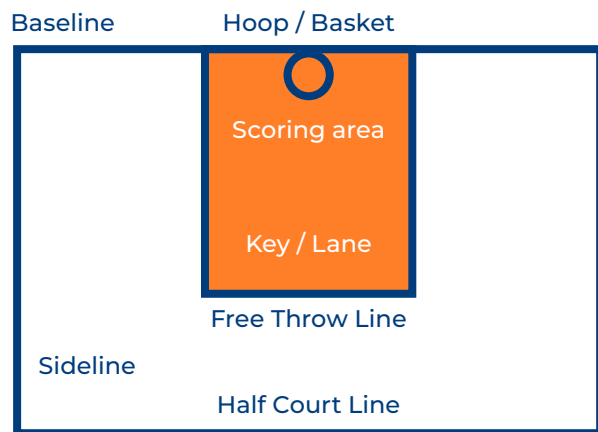 Baseline
Hoop / Basket
Scoring area
Key / Lane
Free Throw Line
Sideline
Half Court Line